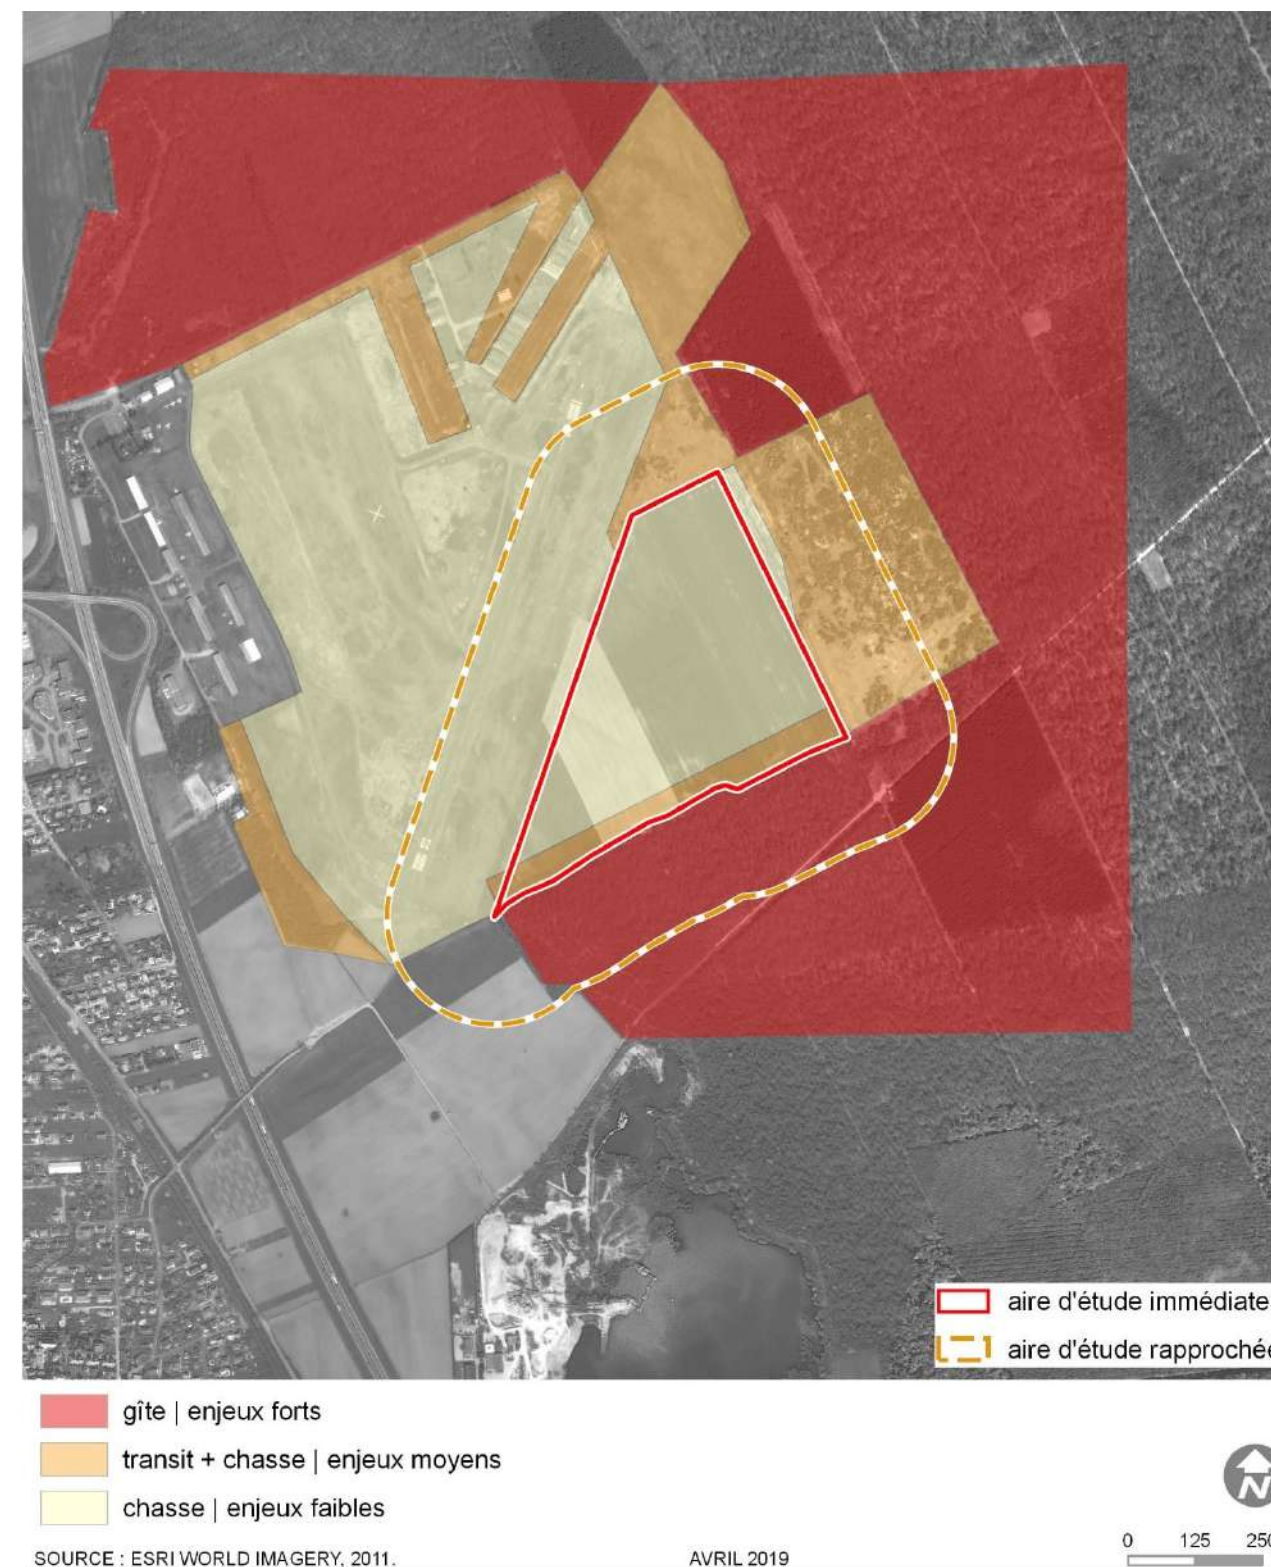 aire d'étude immédiate
aire d'étude rapprochée
gîte | enjeux forts
transit + chasse | enjeux moyens
chasse | enjeux faibles
N
0 125 250
SOURCE : ESRI WORLD IMAGERY, 2011. AVRIL 2019